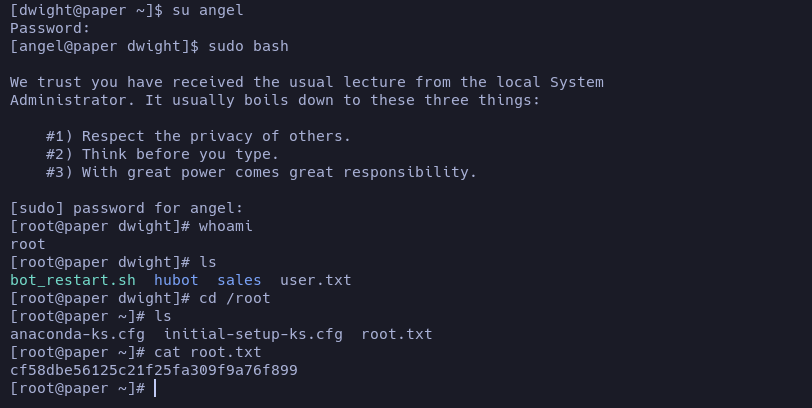 [dwight@paper ~]$ su angel
Password:
[angel@paper dwight]$ sudo bash
We trust you have received the usual lecture from the local System
Administrator. It usually boils down to these three things:
#1) Respect the privacy of others.
#2) Think before you type.
#3) With great power comes great responsibility.
[sudo] password for angel:
[root@paper dwight]# whoami
root
[root@paper dwight]# ls
bot_restart.sh  hubot  sales  user.txt
[root@paper dwight]# cd /root
[root@paper ~]# ls
anaconda-ks.cfg  initial-setup-ks.cfg  root.txt
[root@paper ~]# cat root.txt
cf58dbe56125c21f25fa309f9a76f899
[root@paper ~]#